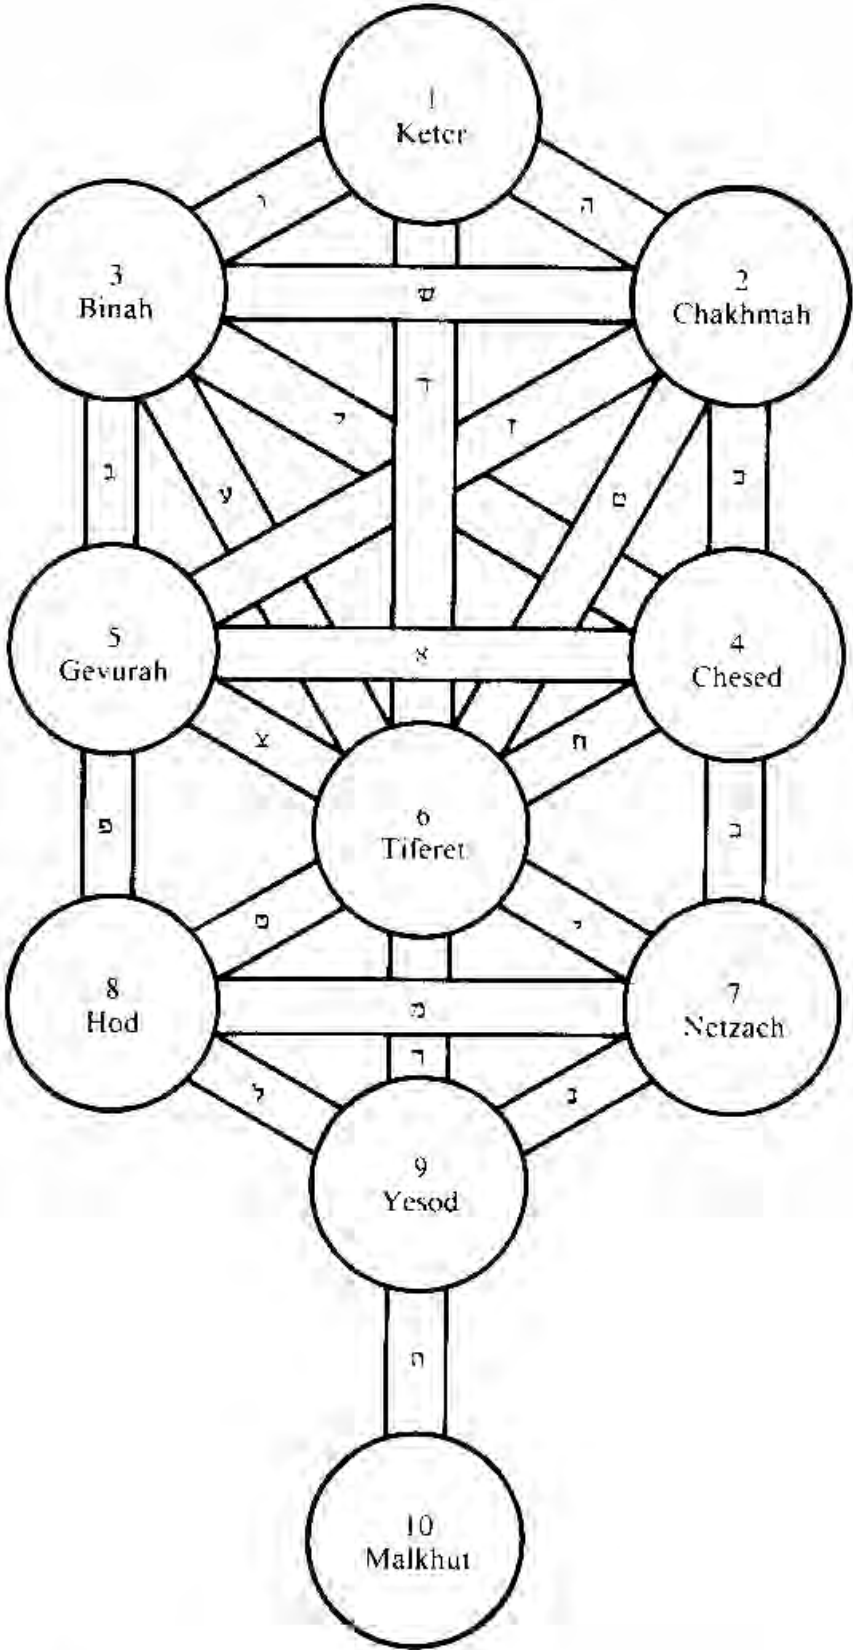 1
Keter
ו
ה
3
Binah
2
Chakhmah
ש
ד
ז
ע
ב
5
Gevurah
4
Chesed
א
צ
ח
6
Tiferet
פ
ט
י
8
Hod
7
Netzach
מ
ר
ל
נ
9
Yesod
ת
10
Malkhut